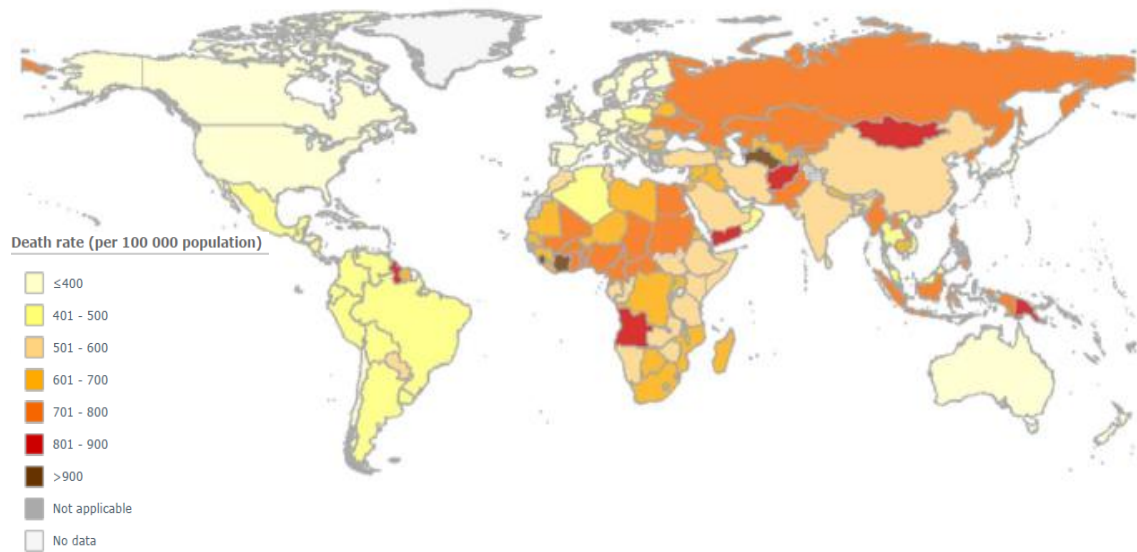 Death rate (per 100 000 population)
≤400
401 - 500
501 - 600
601 - 700
701 - 800
801 - 900
>900
Not applicable
No data